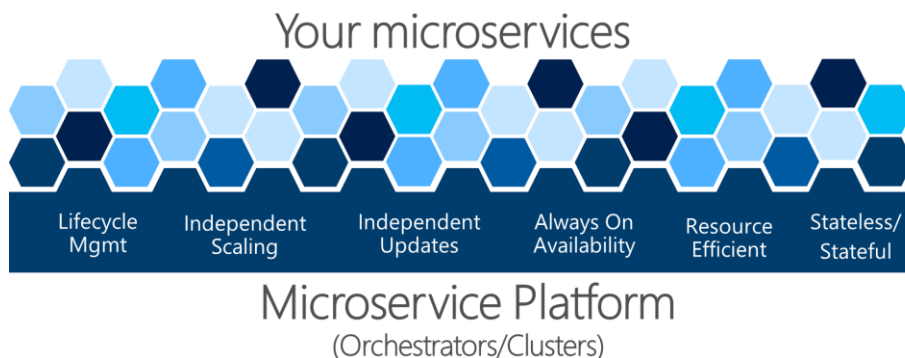 Your microservices
Lifecycle
Mgmt
Independent
Scaling
Independent
Updates
Always On
Availability
Resource
Efficient
Stateless/
Stateful
Microservice Platform
(Orchestrators/Clusters)